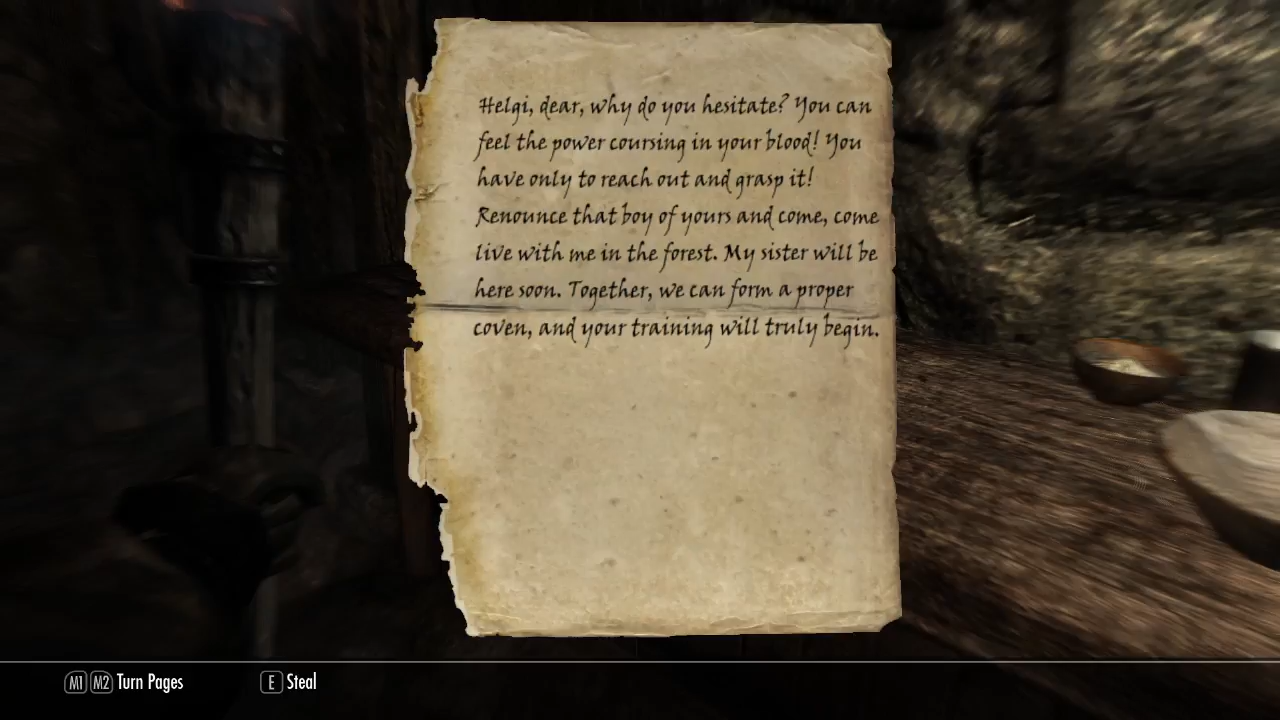 Helgi, dear, why do you hesitate? You can
feel the power coursing in your blood! You
have only to reach out and grasp it!
Renounce that boy of yours and come, come
live with me in the forest. My sister will be
here soon. Together, we can form a proper
coven, and your training will truly begin.
M1 M2 Turn Pages
E Steal